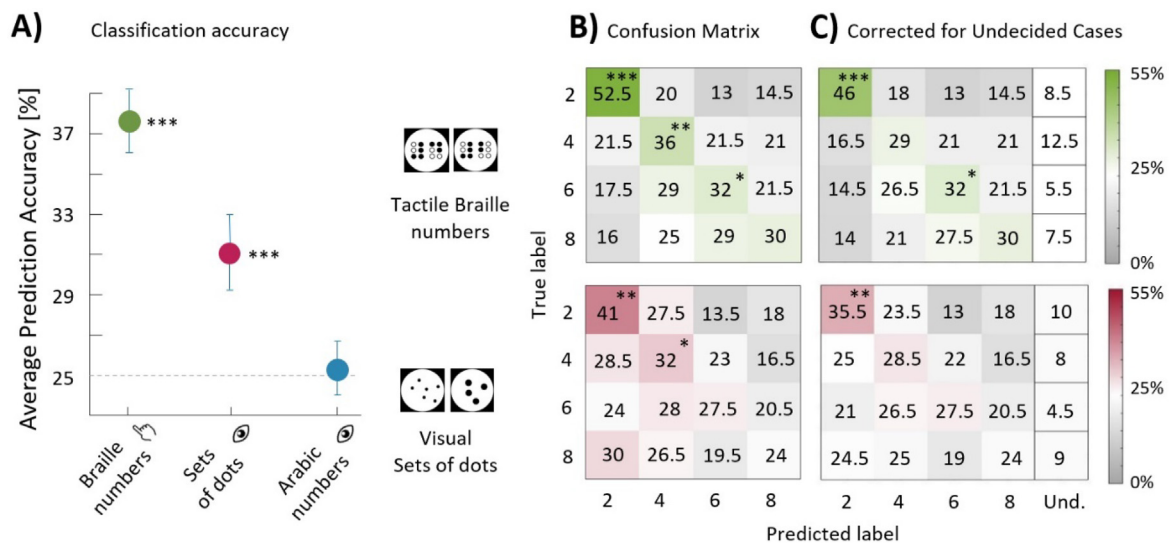 A)
Classification accuracy
Average Prediction Accuracy [%]
37
33
29
25
***
***
Braille
numbers
Sets
of dots
Arabic
numbers
Tactile Braille
numbers
Visual
Sets of dots
B) Confusion Matrix
True label
***
2 52.5 20 13 14.5
**
4 21.5 36 21.5 21
6 17.5 29 32 * 21.5
8 16 25 29 30
**
2 41 27.5 13.5 18
4 28.5 32 * 23 16.5
6 24 28 27.5 20.5
8 30 26.5 19.5 24
2 4 6 8
C) Corrected for Undecided Cases
***
46 18 13 14.5 8.5
16.5 29 21 21 12.5
14.5 26.5 32 * 21.5 5.5
14 21 27.5 30 7.5
**
35.5 23.5 13 18 10
25 28.5 22 16.5 8
21 26.5 27.5 20.5 4.5
24.5 25 19 24 9
2 4 6 8 Und.
Predicted label
55%
25%
0%
55%
25%
0%